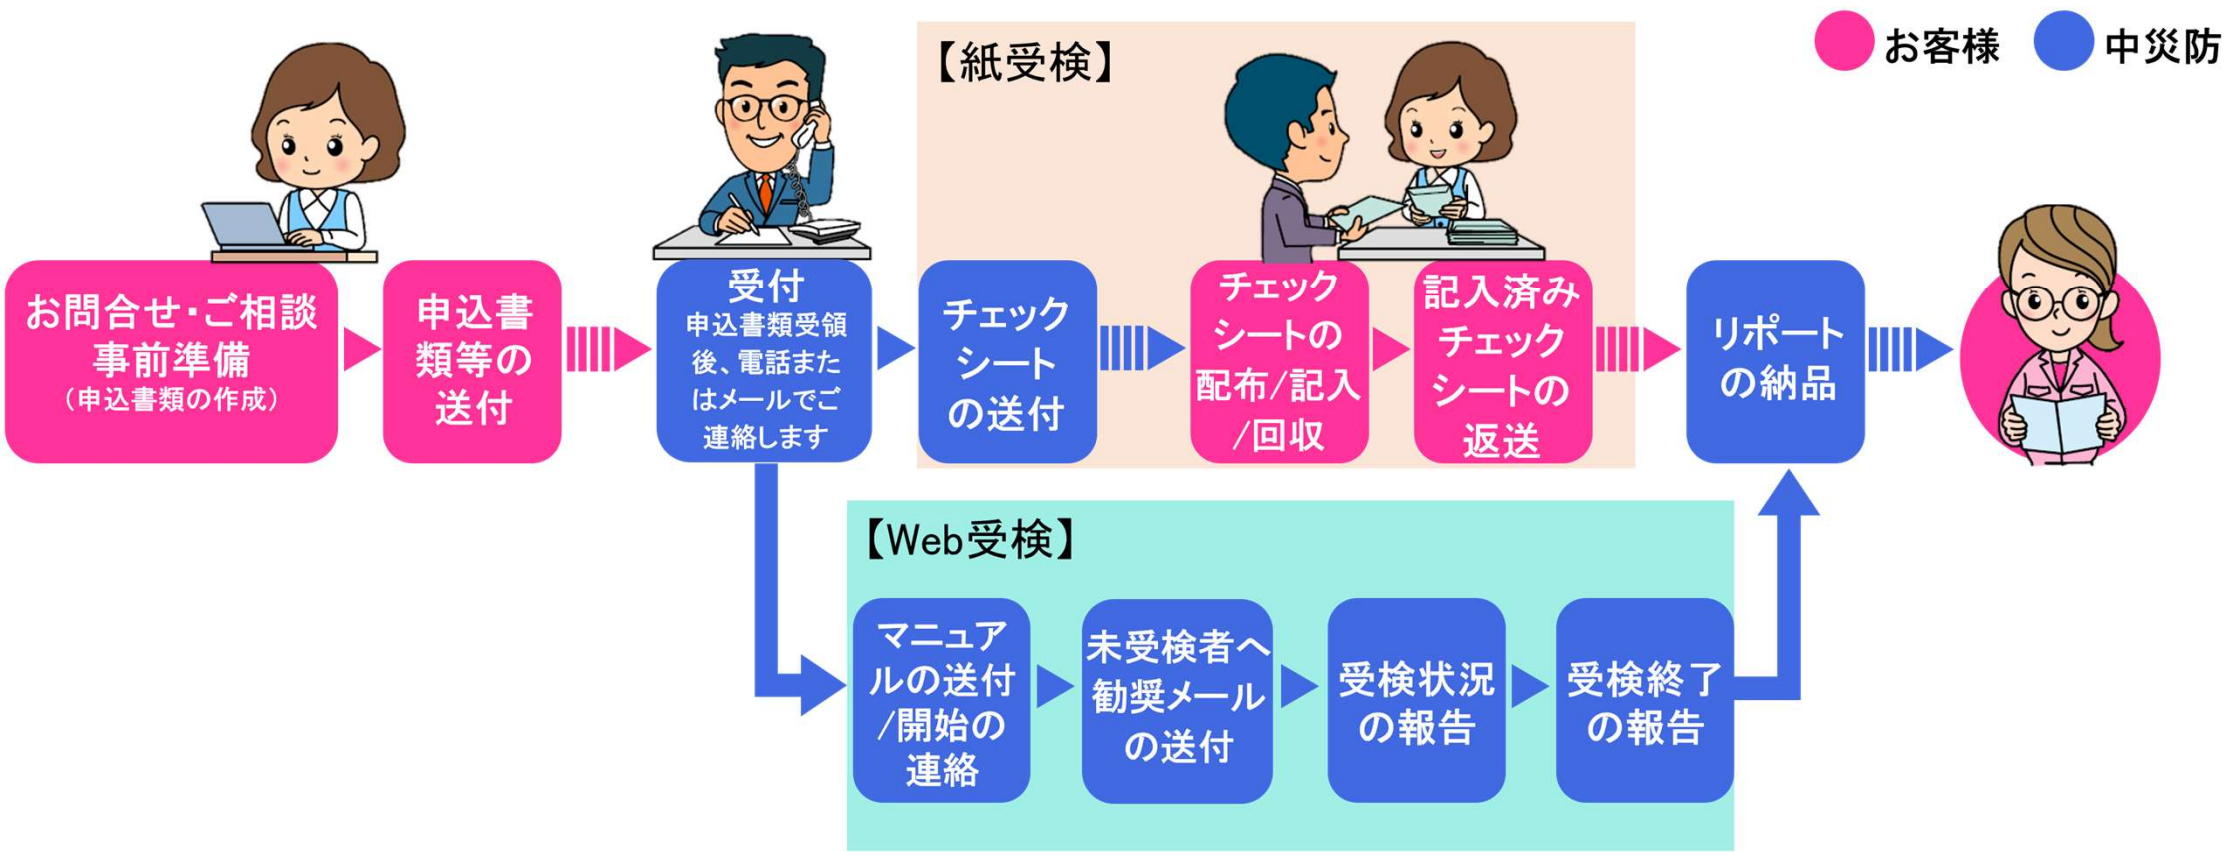 お客様
中災防
【紙受検】
お問合せ・ご相談
事前準備
（申込書類の作成）
申込書
類等の
送付
受付
申込書類受領
後、電話また
はメールでご
連絡します
チェック
シート
の送付
チェック
シートの
配布/記入
/回収
記入済み
チェック
シートの
返送
リポート
の納品
【Web受検】
マニュア
ルの送付
/開始の
連絡
未受検者へ
勧奨メール
の送付
受検状況
の報告
受検終了
の報告